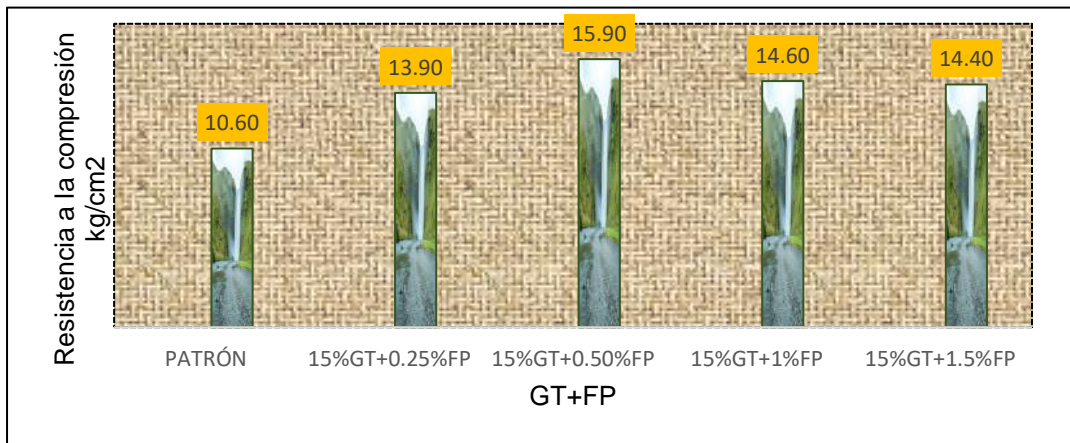 Resistencia a la compresión
kg/cm2
10.60
13.90
15.90
14.60
14.40
PATRÓN
15%GT+0.25%FP
15%GT+0.50%FP
15%GT+1%FP
15%GT+1.5%FP
GT+FP